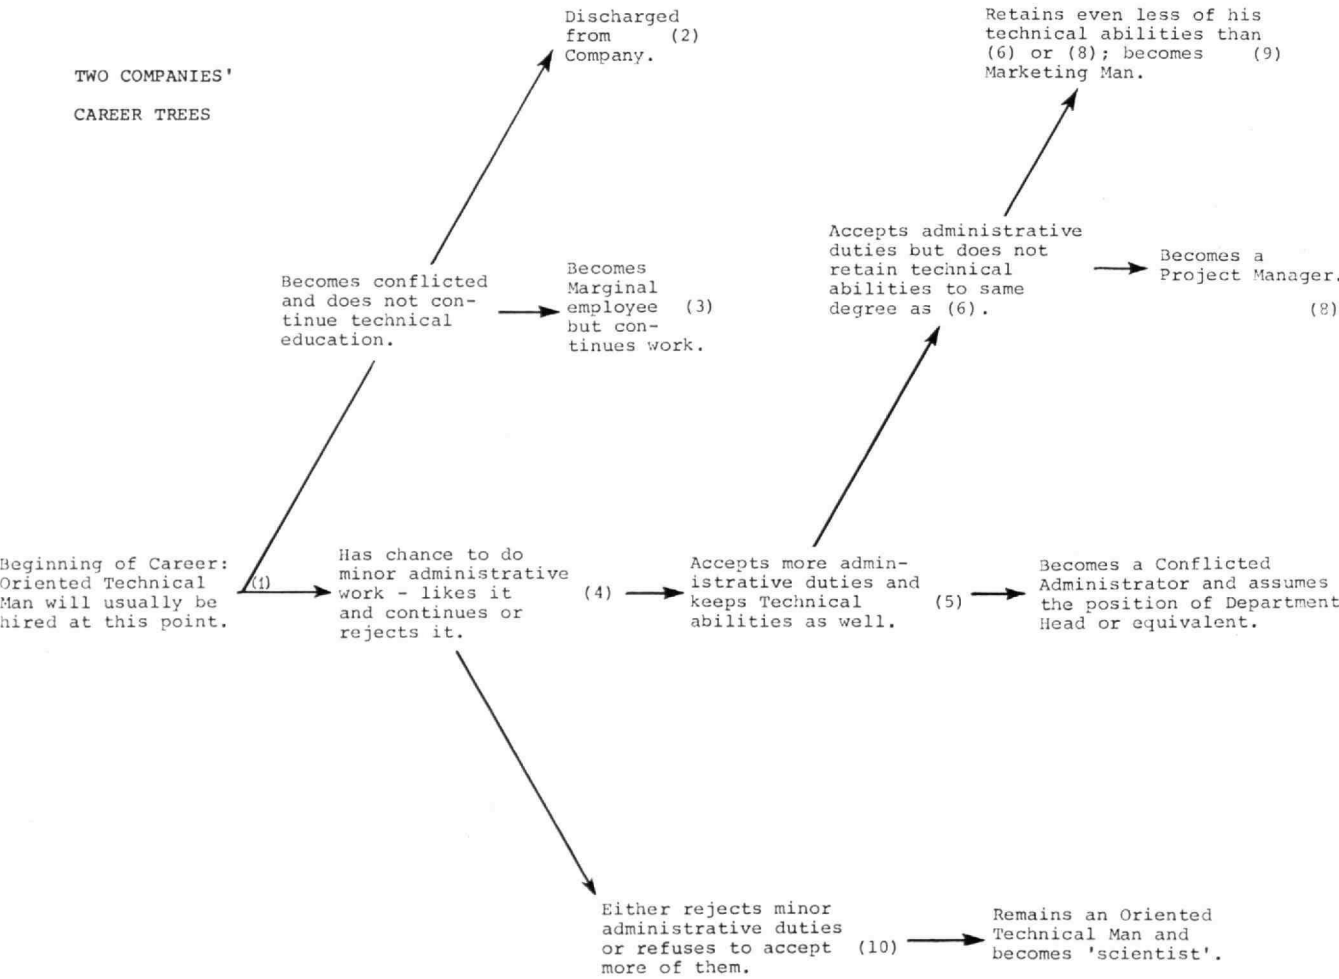 TWO COMPANIES'
CAREER TREES
Discharged
from (2)
Company.
Retains even less of his
technical abilities than
(6) or (8); becomes (9)
Marketing Man.
Becomes conflicted
and does not con-
tinue technical
education.
Becomes
Marginal
employee (3)
but con-
tinues work.
Accepts administrative
duties but does not
retain technical
abilities to same
degree as (6).
Becomes a
Project Manager.
(8)
Beginning of Career:
Oriented Technical
Man will usually be
hired at this point.
(1)
Has chance to do
minor administrative
work - likes it (4)
and continues or
rejects it.
Accepts more admin-
istrative duties and
keeps Technical (5)
abilities as well.
Becomes a Conflicted
Administrator and assumes
the position of Department
Head or equivalent.
Either rejects minor
administrative duties
or refuses to accept (10)
more of them.
Remains an Oriented
Technical Man and
becomes 'scientist'.